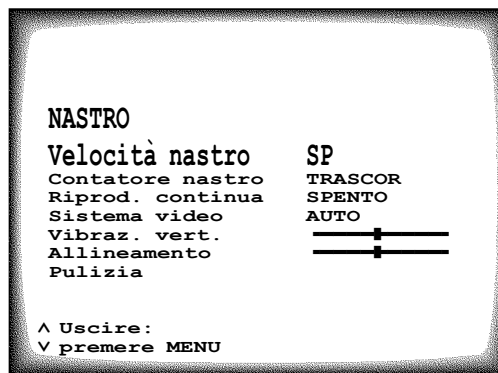 NASTRO
Velocità nastro SP
Contatore nastro TRASCOR
Riprod. continua SPENTO
Sistema video AUTO
Vibraz. vert.
Allineamento
Pulizia
∧ Uscire:
∨ premere MENU